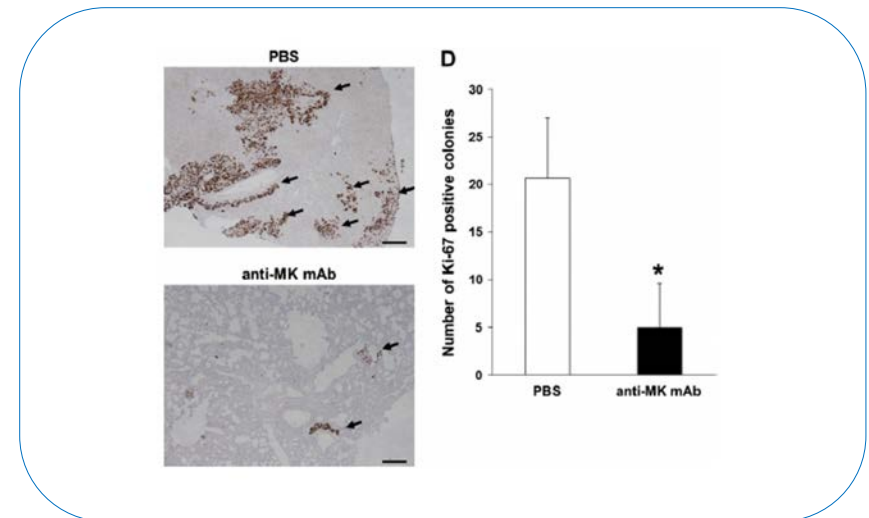 PBS
anti-MK mAb
D
Number of Ki-67 positive colonies
30
25
20
15
10
5
0
*
PBS
anti-MK mAb